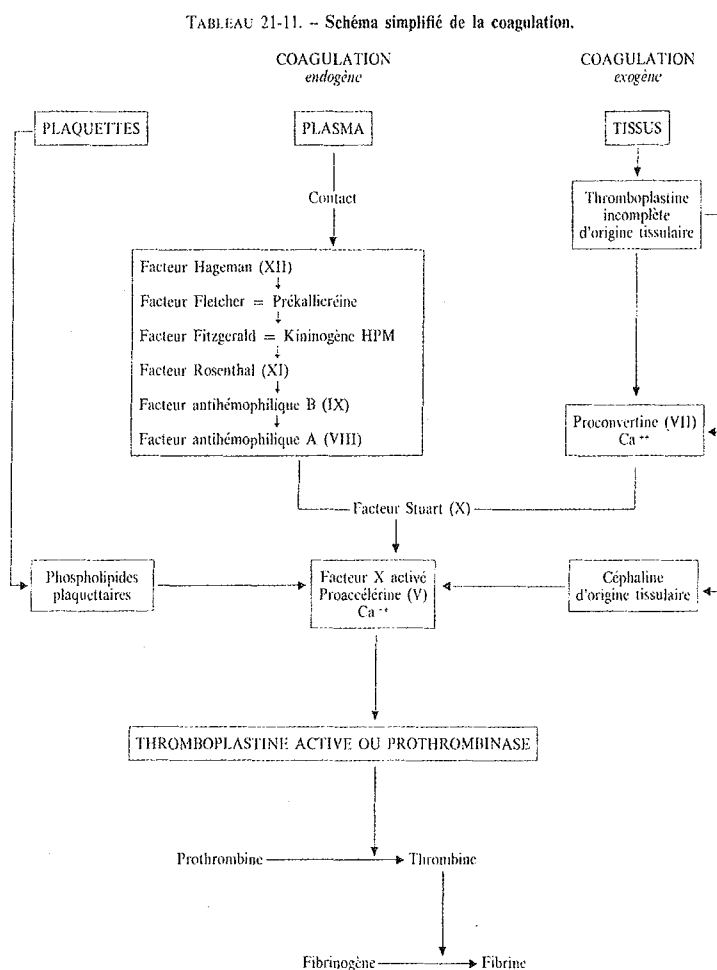 TABLEAU 21-11. – Schéma simplifié de la coagulation.
COAGULATION
endogène
COAGULATION
exogène
PLAQUETTES
PLASMA
TISSUS
Contact
Thromboplastine
incomplète
d'origine tissulaire
Facteur Hageman (XII)
Facteur Fletcher = Prékallicréine
Facteur Fitzgerald = Kininogène HPM
Facteur Rosenthal (XI)
Facteur antihémophilique B (IX)
Facteur antihémophilique A (VIII)
Proconvertine (VII)
Ca++
Facteur Stuart (X)
Phospholipides
plaquettaires
Facteur X activé
Proaccélérine (V)
Ca++
Céphaline
d'origine tissulaire
THROMBOPLASTINE ACTIVE OU PROTHROMBINASE
Prothrombine
Thrombine
Fibrinogène
Fibrine